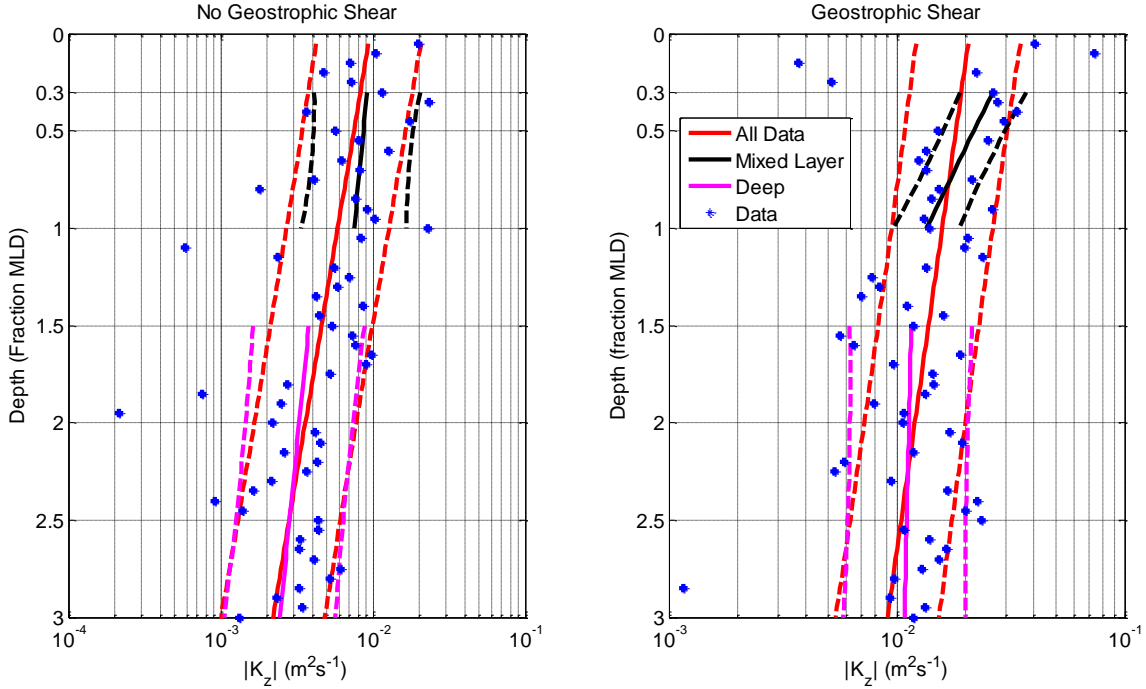 No Geostrophic Shear
0
0.3
0.5
1
1.5
2
2.5
3
Depth (Fraction MLD)
10^-4
10^-3
10^-2
10^-1
|K_z| (m^2s^-1)
Geostrophic Shear
0
0.3
0.5
1
1.5
2
2.5
3
Depth (fraction MLD)
All Data
Mixed Layer
Deep
Data
10^-3
10^-2
10^-1
|K_z| (m^2s^-1)